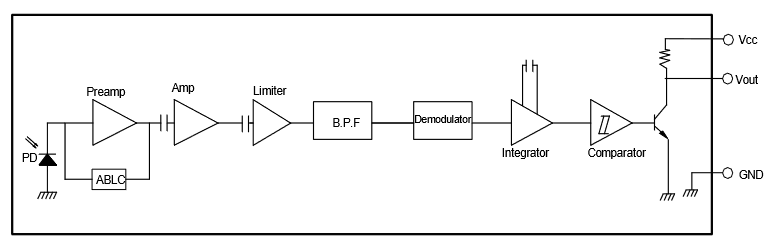 Vcc
Preamp
Amp
Limiter
Vout
B.P.F
Demodulator
PD
ABLC
Integrator
Comparator
GND